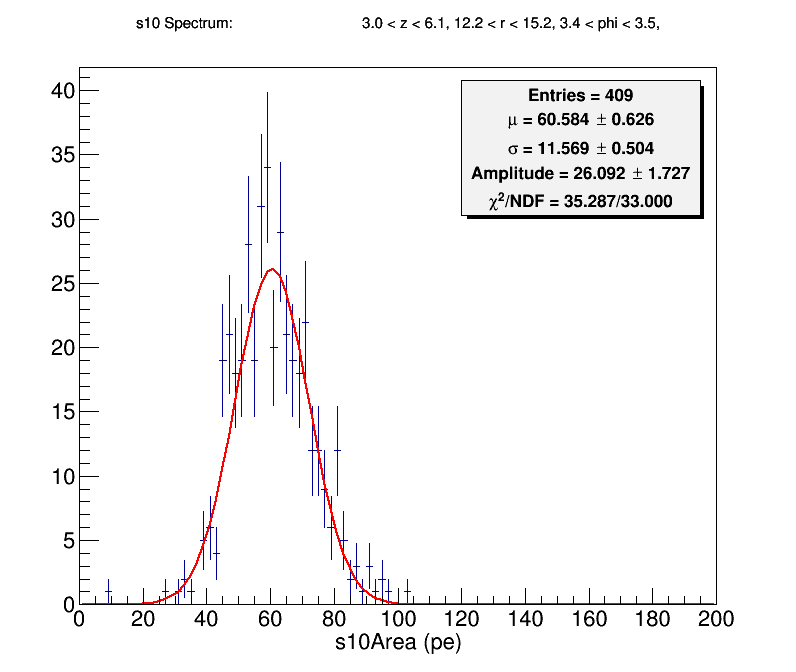 s10 Spectrum: 3.0 < z < 6.1, 12.2 < r < 15.2, 3.4 < phi < 3.5,
Entries = 409
μ = 60.584 ± 0.626
σ = 11.569 ± 0.504
Amplitude = 26.092 ± 1.727
χ²/NDF = 35.287/33.000
40
35
30
25
20
15
10
5
0
0 20 40 60 80 100 120 140 160 180 200
s10Area (pe)